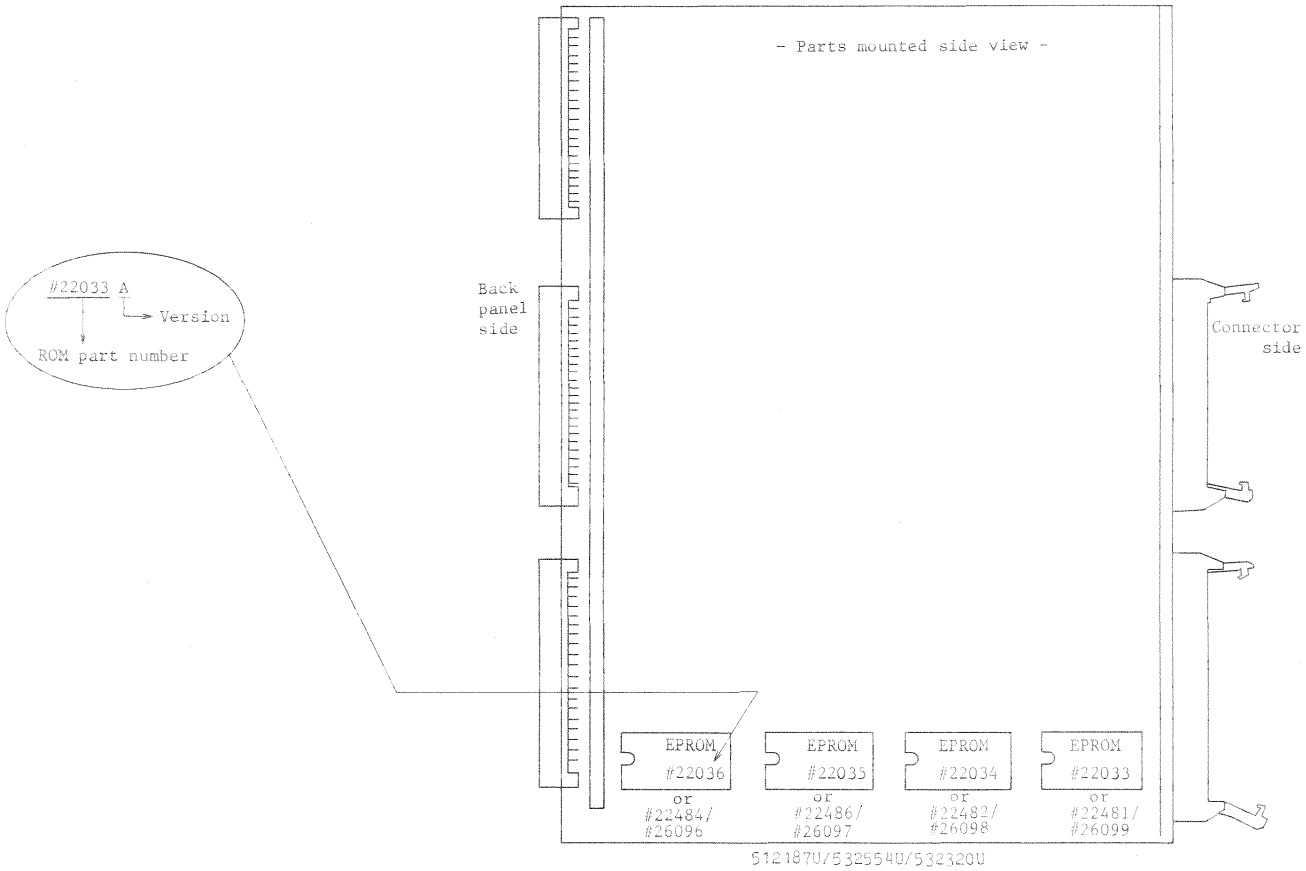 - Parts mounted side view -
#22033 A
Version
ROM part number
Back
panel
side
Connector
side
EPROM
#22036
or
#22484/
#26096
EPROM
#22035
or
#22486/
#26097
EPROM
#22034
or
#22482/
#26098
EPROM
#22033
or
#22481/
#26099
512187U/532554U/532320U